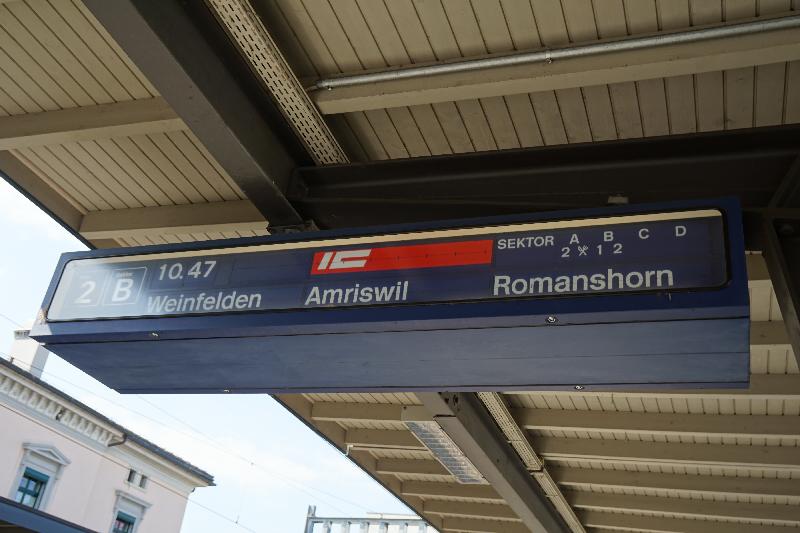 2 B 10.47 IC SEKTOR A B C D
2 1 2
Weinfelden Amriswil Romanshorn